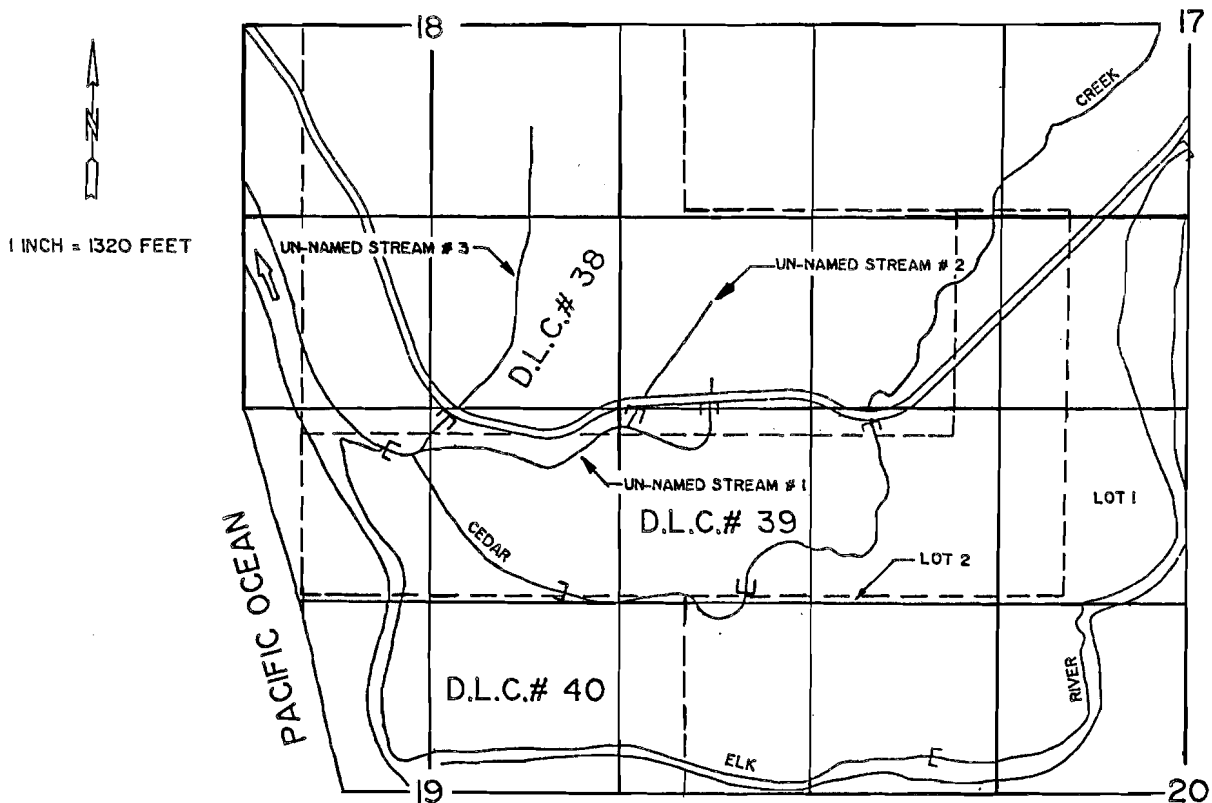 18
17
N
1 INCH = 1320 FEET
CREEK
UN-NAMED STREAM # 3
UN-NAMED STREAM # 2
D.L.C.# 38
UN-NAMED STREAM # 1
LOT 1
D.L.C.# 39
CEDAR
LOT 2
PACIFIC OCEAN
D.L.C.# 40
RIVER
ELK
19
20